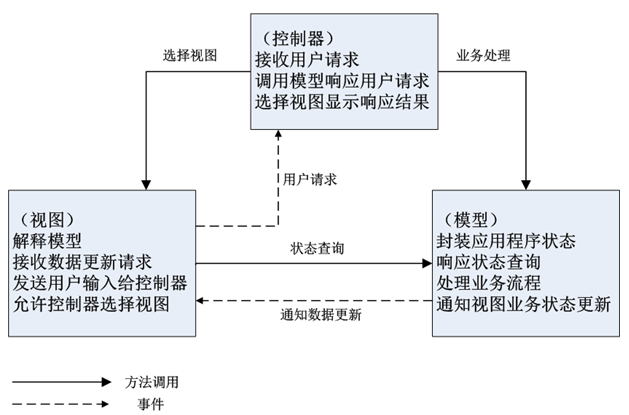 （控制器）
接收用户请求
调用模型响应用户请求
选择视图显示响应结果
选择视图
业务处理
用户请求
（视图）
解释模型
接收数据更新请求
发送用户输入给控制器
允许控制器选择视图
状态查询
通知数据更新
（模型）
封装应用程序状态
响应状态查询
处理业务流程
通知视图业务状态更新
方法调用
事件